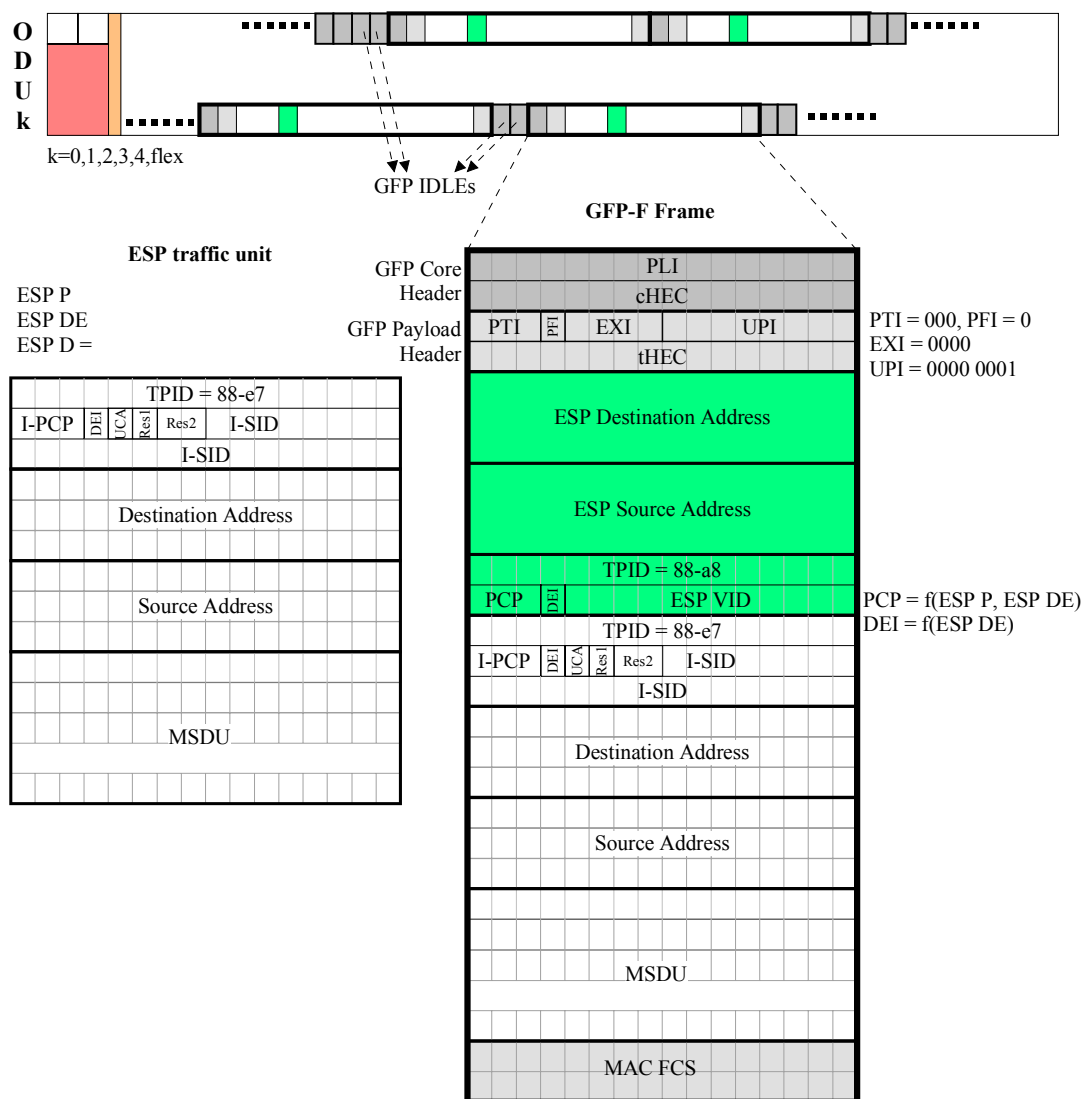 O
D
U
k
k=0,1,2,3,4,flex
GFP IDLEs
GFP-F Frame
ESP traffic unit
ESP P
ESP DE
ESP D =
TPID = 88-e7
I-PCP DEI UCA Res1 Res2 I-SID
I-SID
Destination Address
Source Address
MSDU
GFP Core
Header
GFP Payload
Header
PLI
cHEC
PTI PFI EXI UPI
tHEC
PTI = 000, PFI = 0
EXI = 0000
UPI = 0000 0001
ESP Destination Address
ESP Source Address
TPID = 88-a8
PCP DEI ESP VID
PCP = f(ESP P, ESP DE)
DEI = f(ESP DE)
TPID = 88-e7
I-PCP DEI UCA Res1 Res2 I-SID
I-SID
Destination Address
Source Address
MSDU
MAC FCS